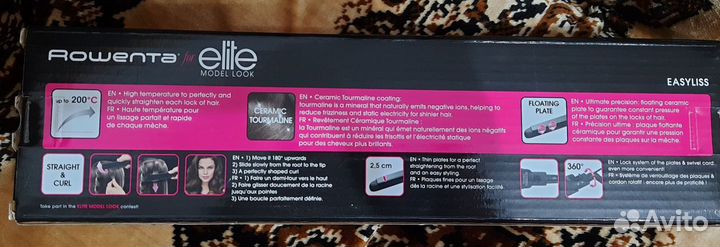 ROWENTA for elite
MODEL LOOK
EASYLISS
up to 200°C
EN • High temperature to perfectly and
quickly straighten each lock of hair.
FR • Haute température pour
un lissage parfait et rapide
de chaque mèche.
CERAMIC
TOURMALINE
EN • Ceramic Tourmaline coating:
tourmaline is a mineral that naturally emits negative ions, helping to
reduce frizziness and static electricity for shinier hair.
FR • Revêtement Céramique Tourmaline :
la Tourmaline est un minéral qui émet naturellement des ions négatifs
qui contribuent à réduire les frisottis et l'électricité statique
pour des cheveux plus brillants.
FLOATING
PLATE
EN • Ultimate precision: floating ceramic
plate to guarantee constant pressure
of the plates on the locks of hair.
FR • Précision ultime : plaque flottante
céramique pour garantir une pression
constante des plaques sur la mèche.
STRAIGHT
& CURL
EN • 1) Move it 180° upwards
2) Slide slowly from the root to the tip
3) A perfectly shaped curl
FR • 1) Faire un demi-tour vers le haut
2) Faire glisser doucement de la racine
jusqu'aux pointes
3) Une boucle parfaitement définie.
2,5 cm
EN • Thin plates for a perfect
straightening from the root
and an easy styling.
FR • Plaques fines pour un lissage
dès la racine et une stylisation facilité.
360°
EN • Lock system of the plates & swivel cord:
even more convenient!
FR • Système de verrouillage des plaques &
cordon rotatif : encore plus de praticité !
Take part in the ELITE MODEL LOOK contest!
Avito